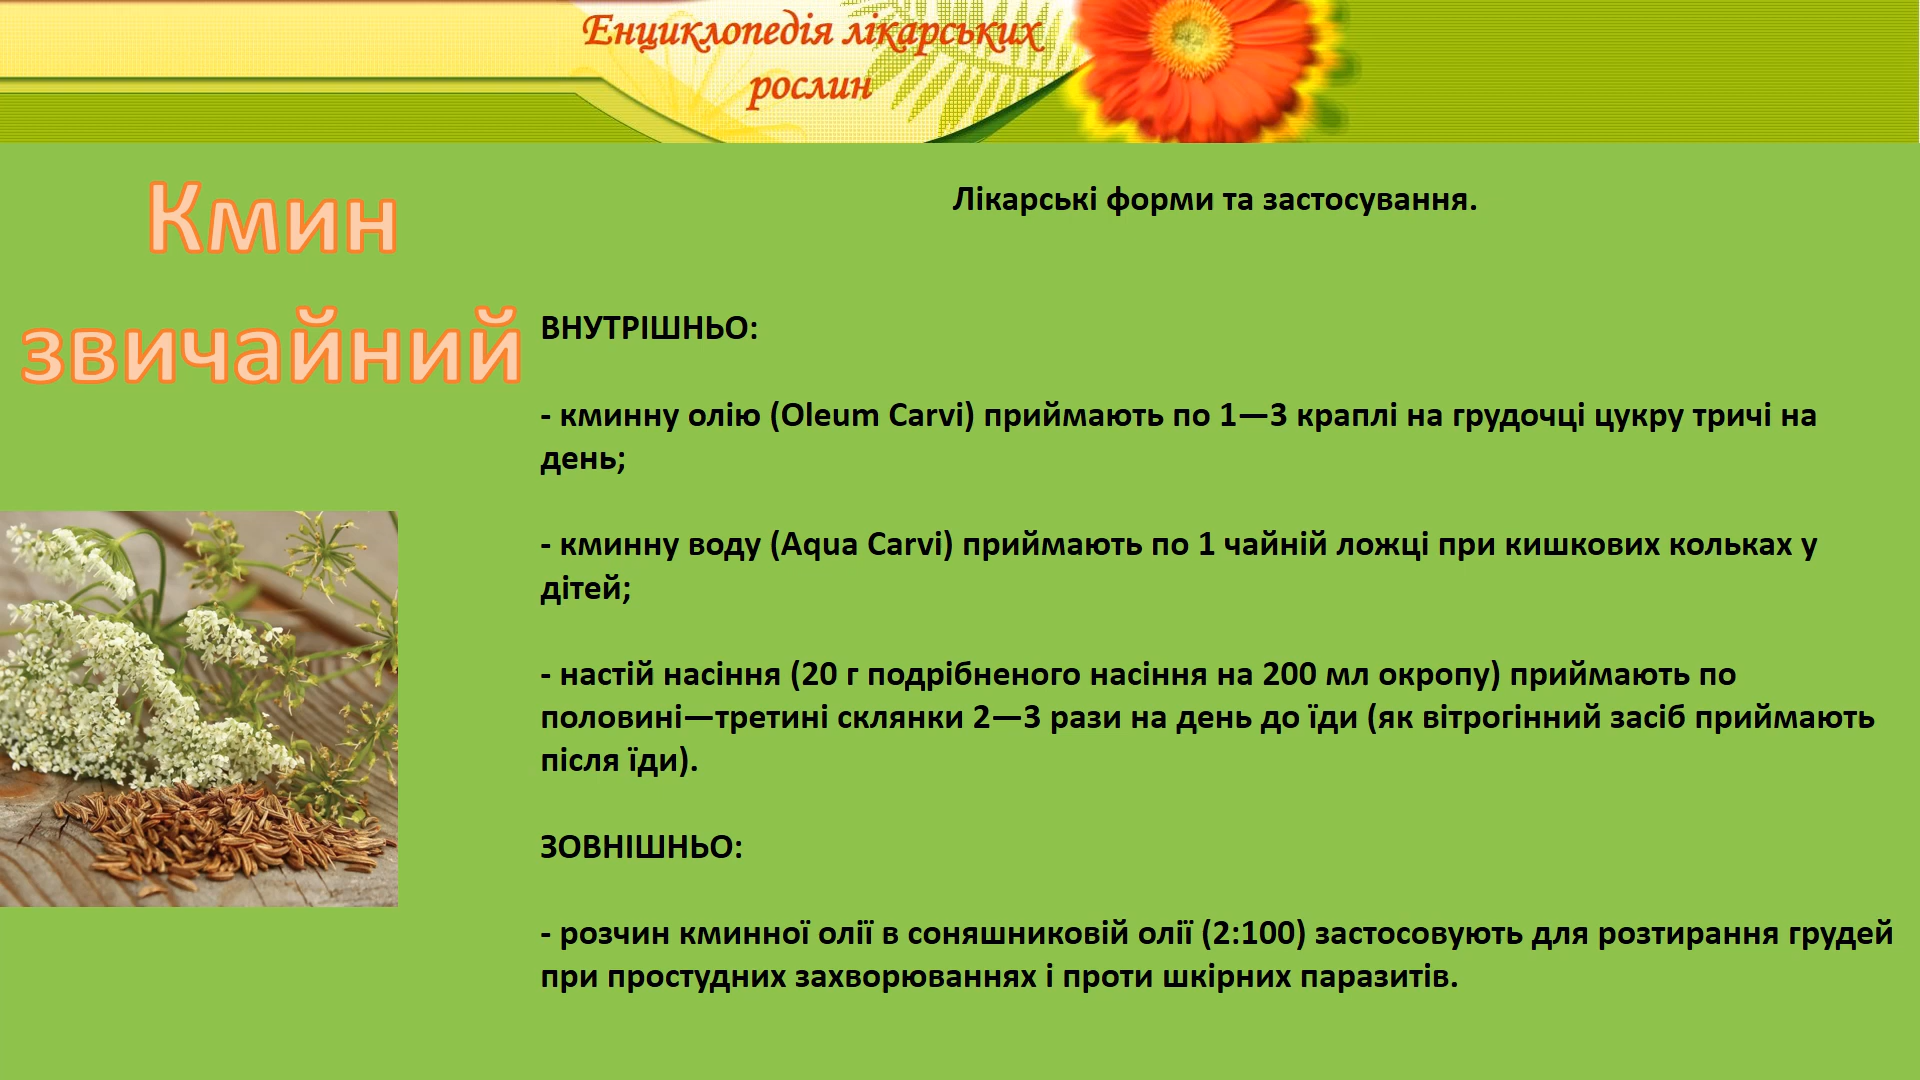 Енциклопедія лікарських
рослин
Кмин
звичайний
Лікарські форми та застосування.
ВНУТРІШНЬО:
- кминну олію (Oleum Carvi) приймають по 1—3 краплі на грудочці цукру тричі на
день;
- кминну воду (Aqua Carvi) приймають по 1 чайній ложці при кишкових кольках у
дітей;
- настій насіння (20 г подрібненого насіння на 200 мл окропу) приймають по
половині—третині склянки 2—3 рази на день до їди (як вітрогінний засіб приймають
після їди).
ЗОВНІШНЬО:
- розчин кминної олії в соняшниковій олії (2:100) застосовують для розтирання грудей
при простудних захворюваннях і проти шкірних паразитів.